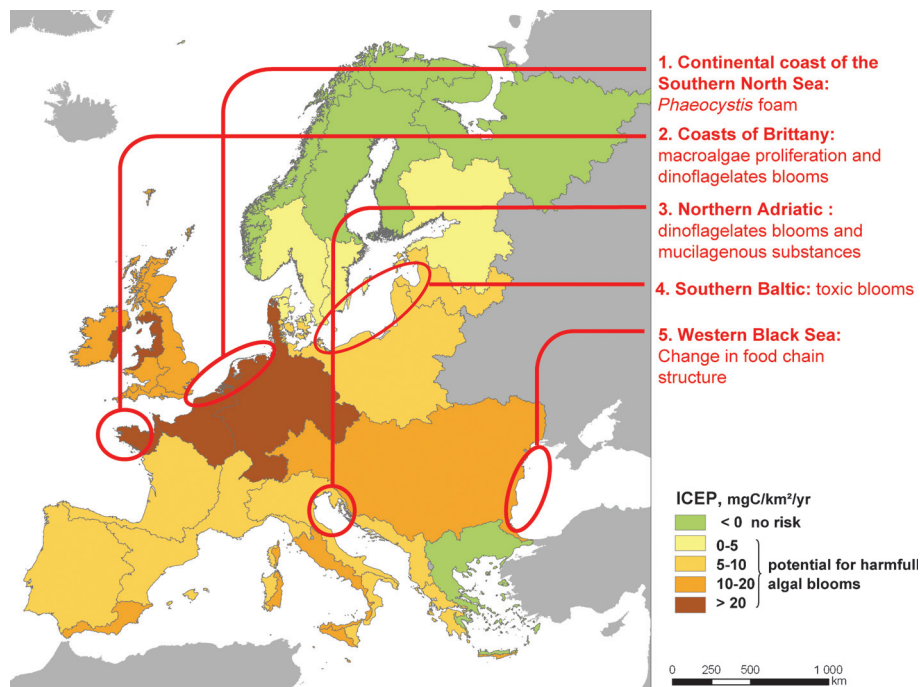 1. Continental coast of the
Southern North Sea:
Phaeocystis foam
2. Coasts of Brittany:
macroalgae proliferation and
dinoflagelates blooms
3. Northern Adriatic :
dinoflagelates blooms and
mucilagenous substances
4. Southern Baltic: toxic blooms
5. Western Black Sea:
Change in food chain
structure
ICEP, mgC/km²/yr
< 0 no risk
0-5
5-10
10-20
> 20
potential for harmfull
algal blooms
0 250 500 1 000
km